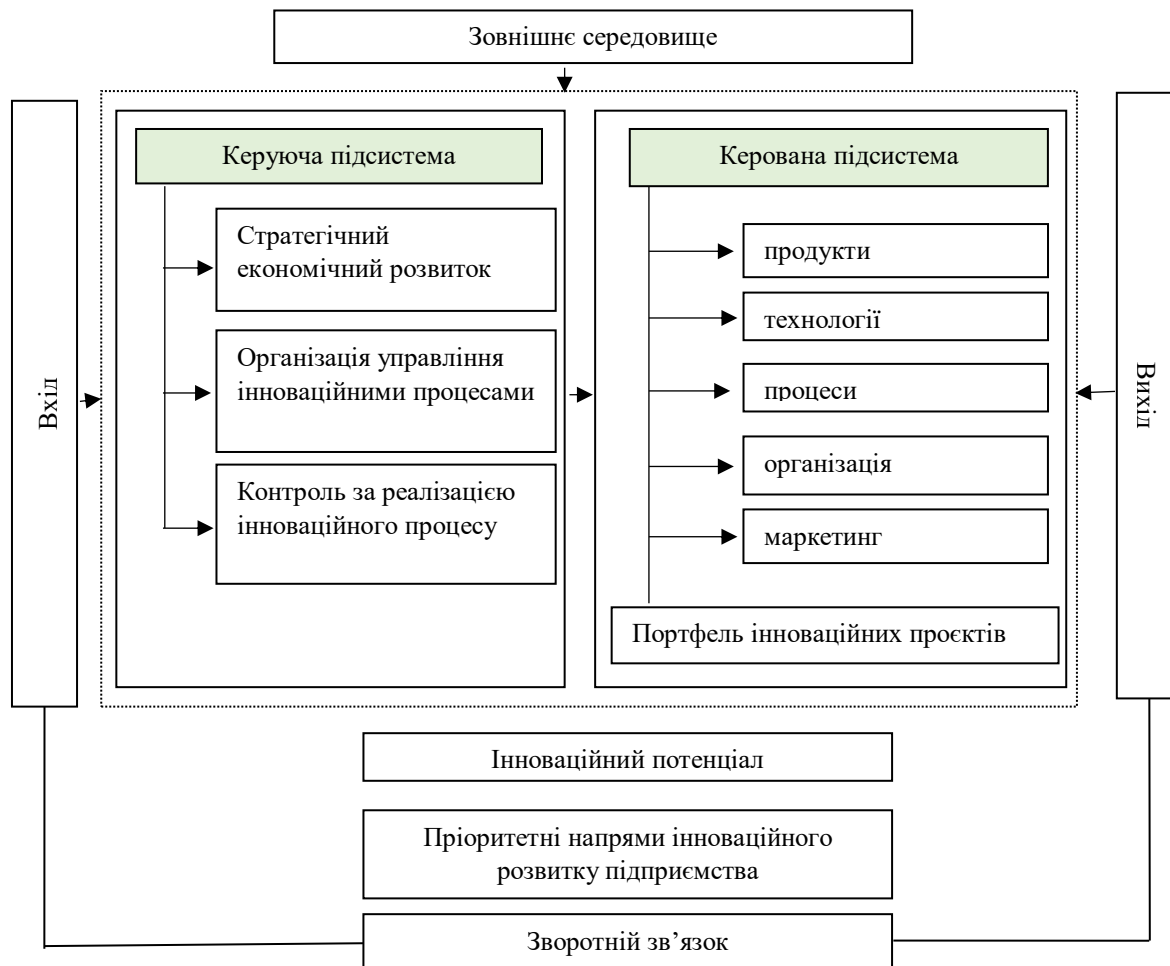 Зовнішнє середовище
Вхід
Керуюча підсистема
Стратегічний
економічний розвиток
Організація управління
інноваційними процесами
Контроль за реалізацією
інноваційного процесу
Керована підсистема
продукти
технології
процеси
організація
маркетинг
Портфель інноваційних проєктів
Вихід
Інноваційний потенціал
Пріоритетні напрями інноваційного
розвитку підприємства
Зворотній зв’язок